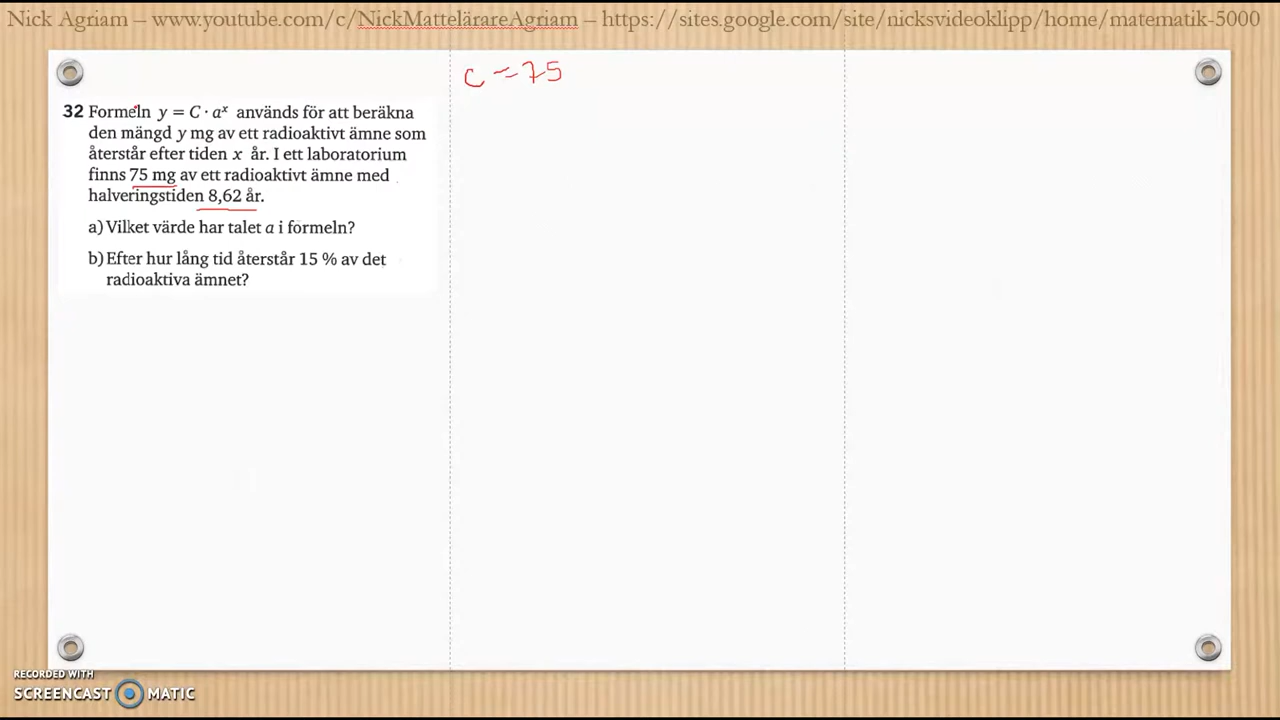 Nick Agriam – www.youtube.com/c/NickMattelärareAgriam – https://sites.google.com/site/nicksvideoklipp/home/matematik-5000
c = 75
32 Formeln y = C · aˣ används för att beräkna
den mängd y mg av ett radioaktivt ämne som
återstår efter tiden x år. I ett laboratorium
finns 75 mg av ett radioaktivt ämne med
halveringstiden 8,62 år.
a) Vilket värde har talet a i formeln?
b) Efter hur lång tid återstår 15 % av det
radioaktiva ämnet?
RECORDED WITH
SCREENCAST MATIC